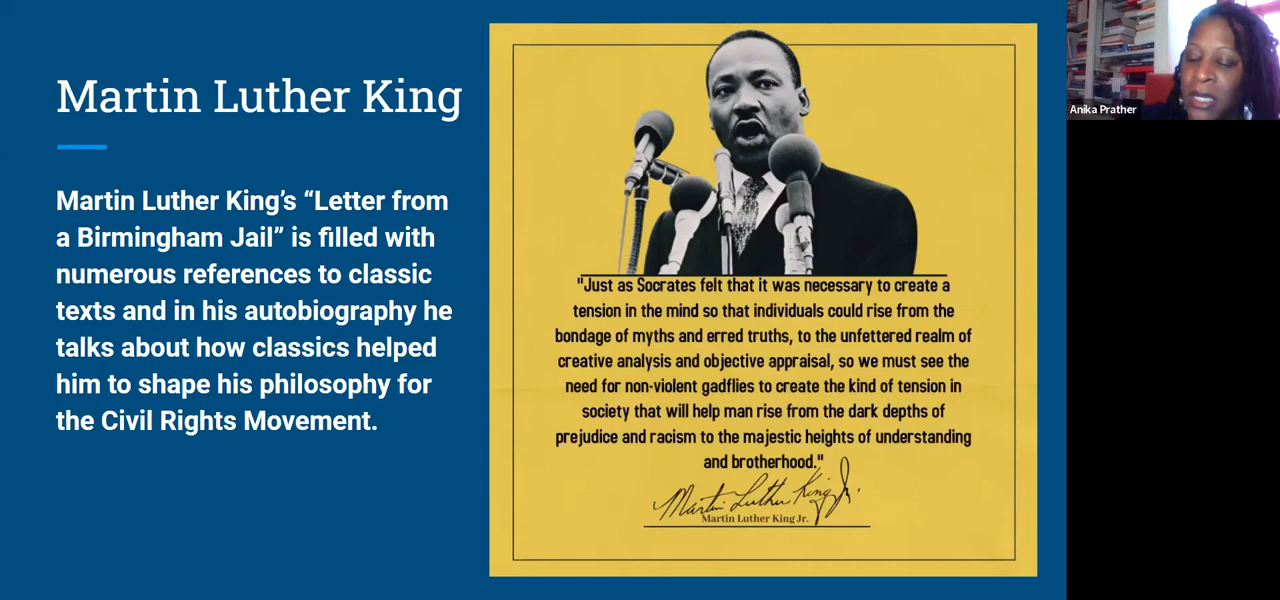 Martin Luther King
Martin Luther King's “Letter from
a Birmingham Jail” is filled with
numerous references to classic
texts and in his autobiography he
talks about how classics helped
him to shape his philosophy for
the Civil Rights Movement.
"Just as Socrates felt that it was necessary to create a
tension in the mind so that individuals could rise from the
bondage of myths and erred truths, to the unfettered realm of
creative analysis and objective appraisal, so we must see the
need for non-violent gadflies to create the kind of tension in
society that will help man rise from the dark depths of
prejudice and racism to the majestic heights of understanding
and brotherhood."
Martin Luther King Jr.
Martin Luther King Jr.
Anika Prather